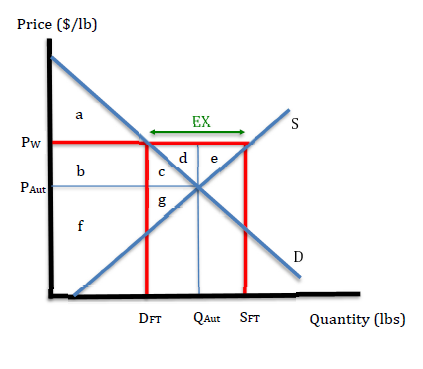 Price ($/lb)
a
EX
S
PW
d
e
b
c
PAut
g
f
D
DFT
QAut
SFT
Quantity (lbs)